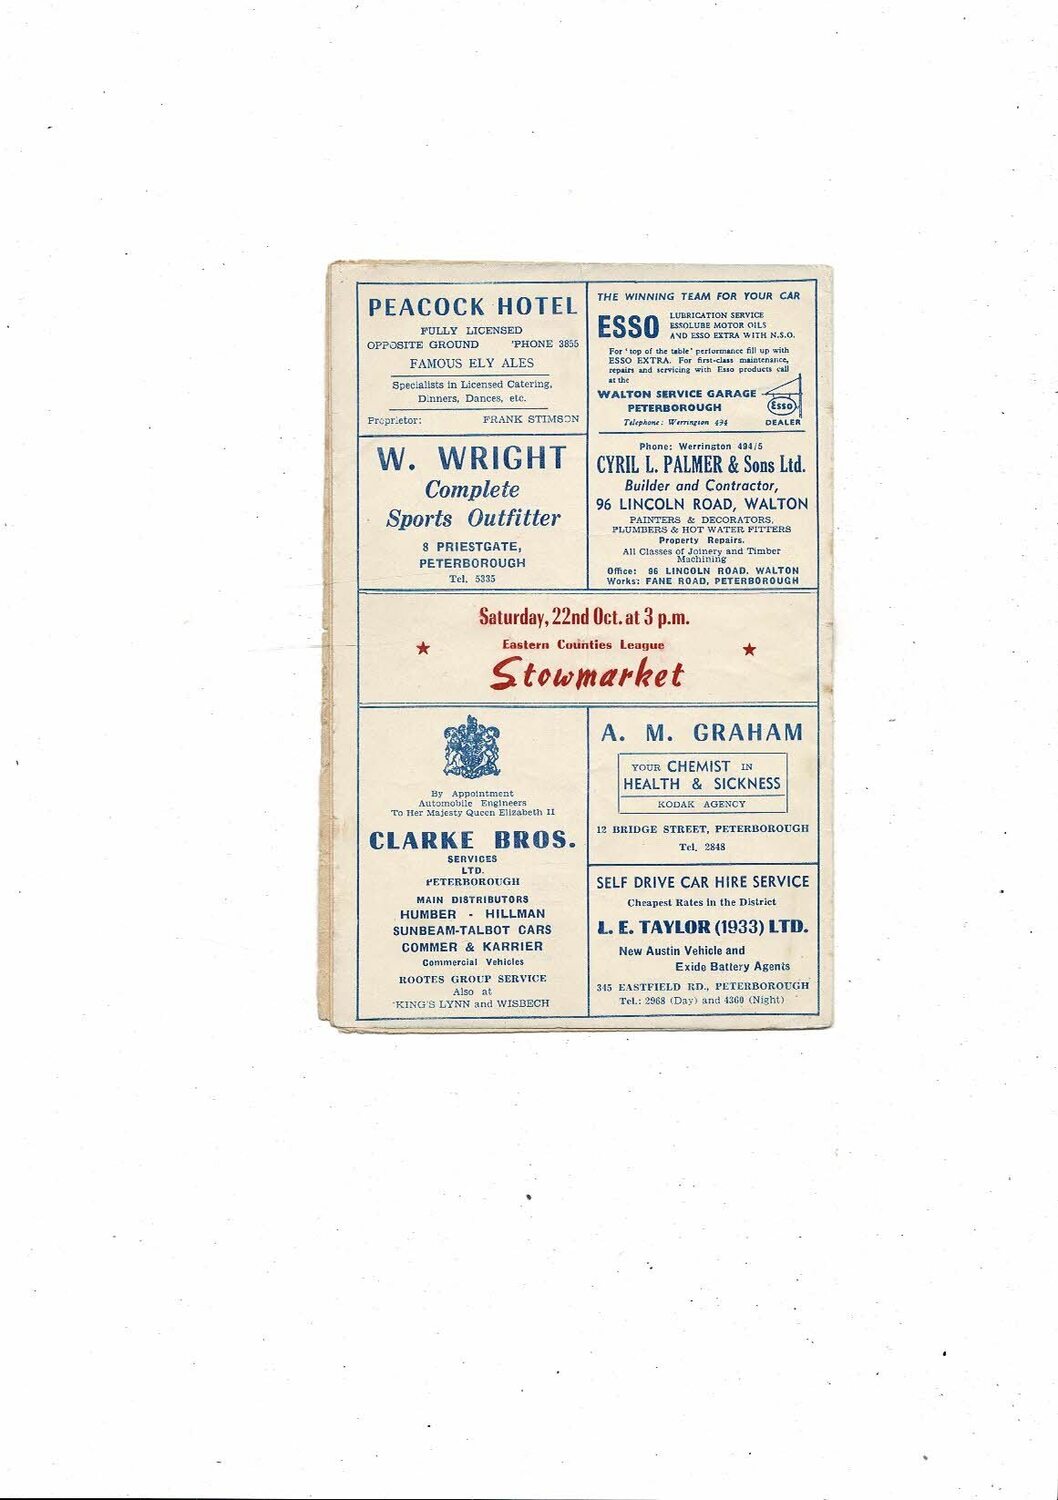 PEACOCK HOTEL
FULLY LICENSED
OPPOSITE GROUND 'PHONE 3855
FAMOUS ELY ALES
Specialists in Licensed Catering,
Dinners, Dances, etc.
Proprietor: FRANK STIMSON
W. WRIGHT
Complete
Sports Outfitter
8 PRIESTGATE,
PETERBOROUGH
Tel. 5335
THE WINNING TEAM FOR YOUR CAR
ESSO
LUBRICATION SERVICE
ESSOLUBE MOTOR OILS
AND ESSO EXTRA WITH N.S.O.
For 'top of the table' performance fill up with
ESSO EXTRA. For first-class maintenance,
repairs and servicing with Esso products call
at the
WALTON SERVICE GARAGE
PETERBOROUGH
Telephone: Werrington 494
Esso
DEALER
Phone: Werrington 494/5
CYRIL L. PALMER & Sons Ltd.
Builder and Contractor,
96 LINCOLN ROAD, WALTON
PAINTERS & DECORATORS,
PLUMBERS & HOT WATER FITTERS
Property Repairs.
All Classes of Joinery and Timber
Machining
Office: 96 LINCOLN ROAD, WALTON
Works: FANE ROAD, PETERBOROUGH
Saturday, 22nd Oct. at 3 p.m.
Eastern Counties League
Stowmarket
By Appointment
Automobile Engineers
To Her Majesty Queen Elizabeth II
CLARKE BROS.
SERVICES
LTD.
PETERBOROUGH
MAIN DISTRIBUTORS
HUMBER - HILLMAN
SUNBEAM-TALBOT CARS
COMMER & KARRIER
Commercial Vehicles
ROOTES GROUP SERVICE
Also at
KING'S LYNN and WISBECH
A. M. GRAHAM
YOUR CHEMIST IN
HEALTH & SICKNESS
KODAK AGENCY
12 BRIDGE STREET, PETERBOROUGH
Tel. 2848
SELF DRIVE CAR HIRE SERVICE
Cheapest Rates in the District
L. E. TAYLOR (1933) LTD.
New Austin Vehicle and
Exide Battery Agents
345 EASTFIELD RD., PETERBOROUGH
Tel.: 2968 (Day) and 4360 (Night)